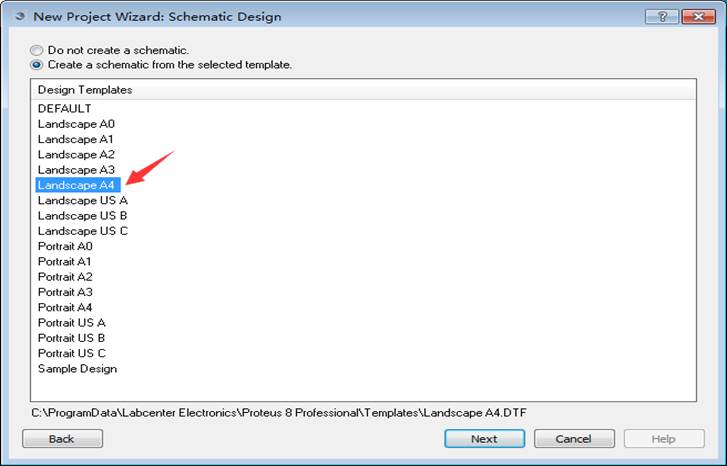 New Project Wizard: Schematic Design
Do not create a schematic.
Create a schematic from the selected template.
Design Templates
DEFAULT
Landscape A0
Landscape A1
Landscape A2
Landscape A3
Landscape A4
Landscape US A
Landscape US B
Landscape US C
Portrait A0
Portrait A1
Portrait A2
Portrait A3
Portrait A4
Portrait US A
Portrait US B
Portrait US C
Sample Design
C:\ProgramData\Labcenter Electronics\Proteus 8 Professional\Templates\Landscape A4.DTF
Back Next Cancel Help